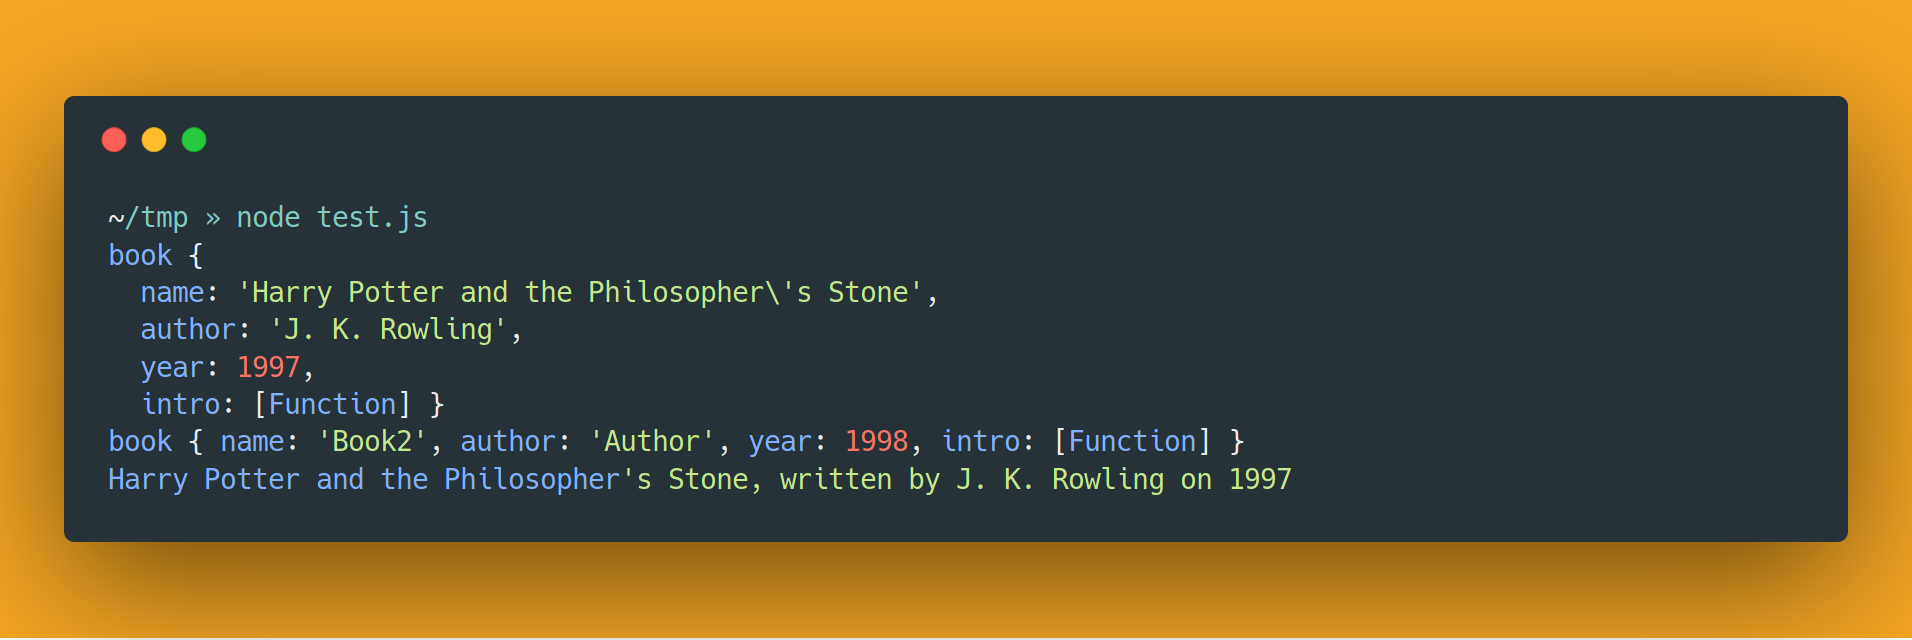 ~/tmp » node test.js
book {
  name: 'Harry Potter and the Philosopher\'s Stone',
  author: 'J. K. Rowling',
  year: 1997,
  intro: [Function] }
book { name: 'Book2', author: 'Author', year: 1998, intro: [Function] }
Harry Potter and the Philosopher's Stone, written by J. K. Rowling on 1997